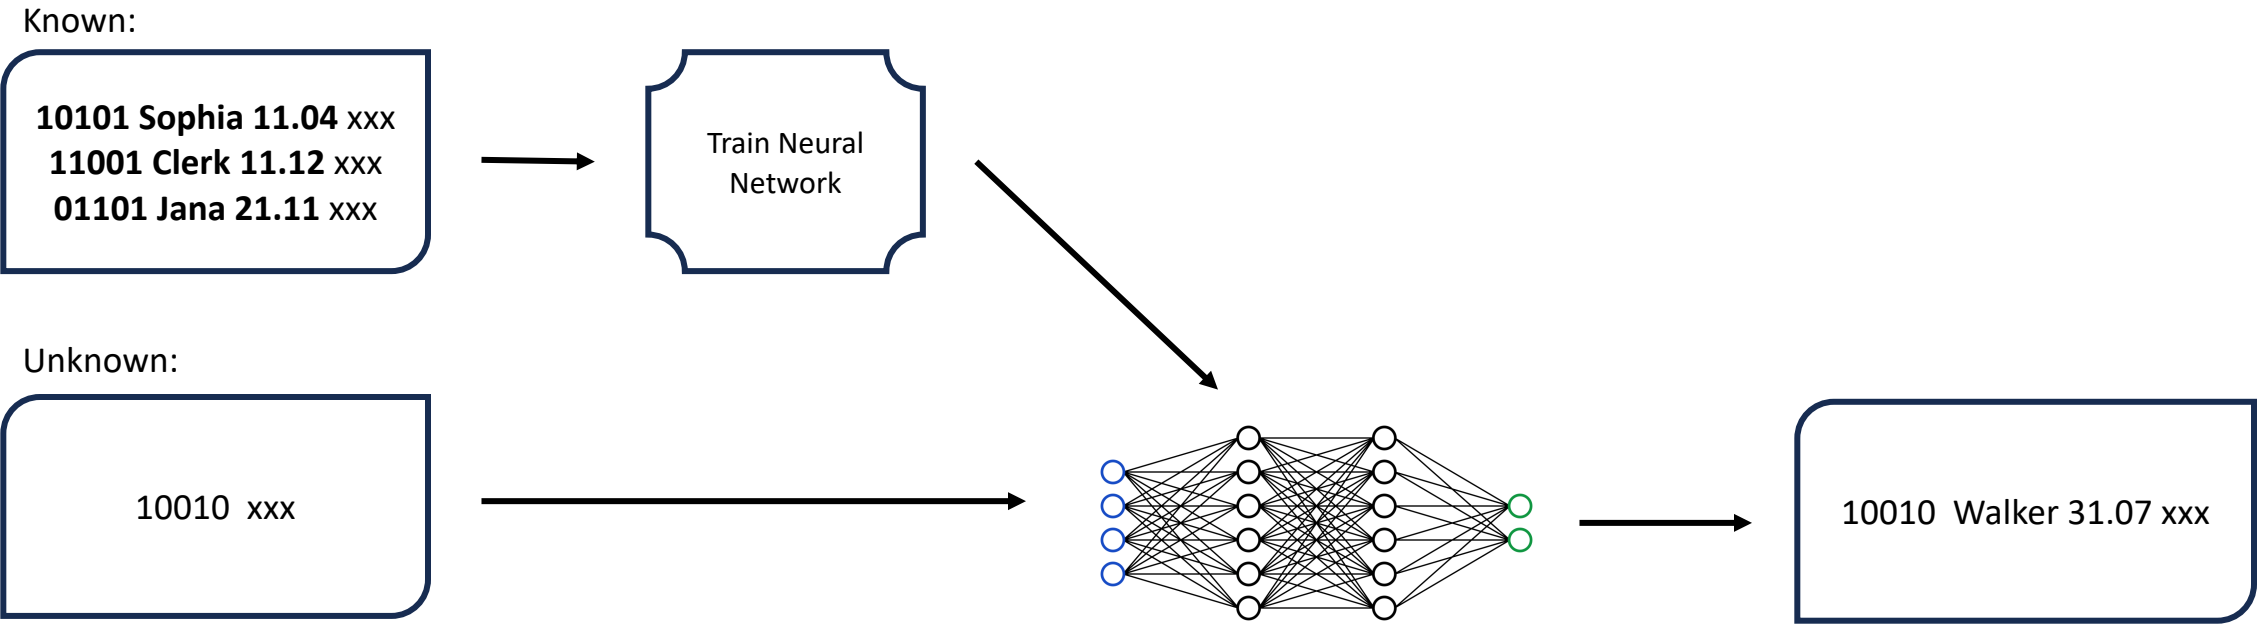 Known:
10101 Sophia 11.04 xxx
11001 Clerk 11.12 xxx
01101 Jana 21.11 xxx
Train Neural
Network
Unknown:
10010 xxx
10010 Walker 31.07 xxx